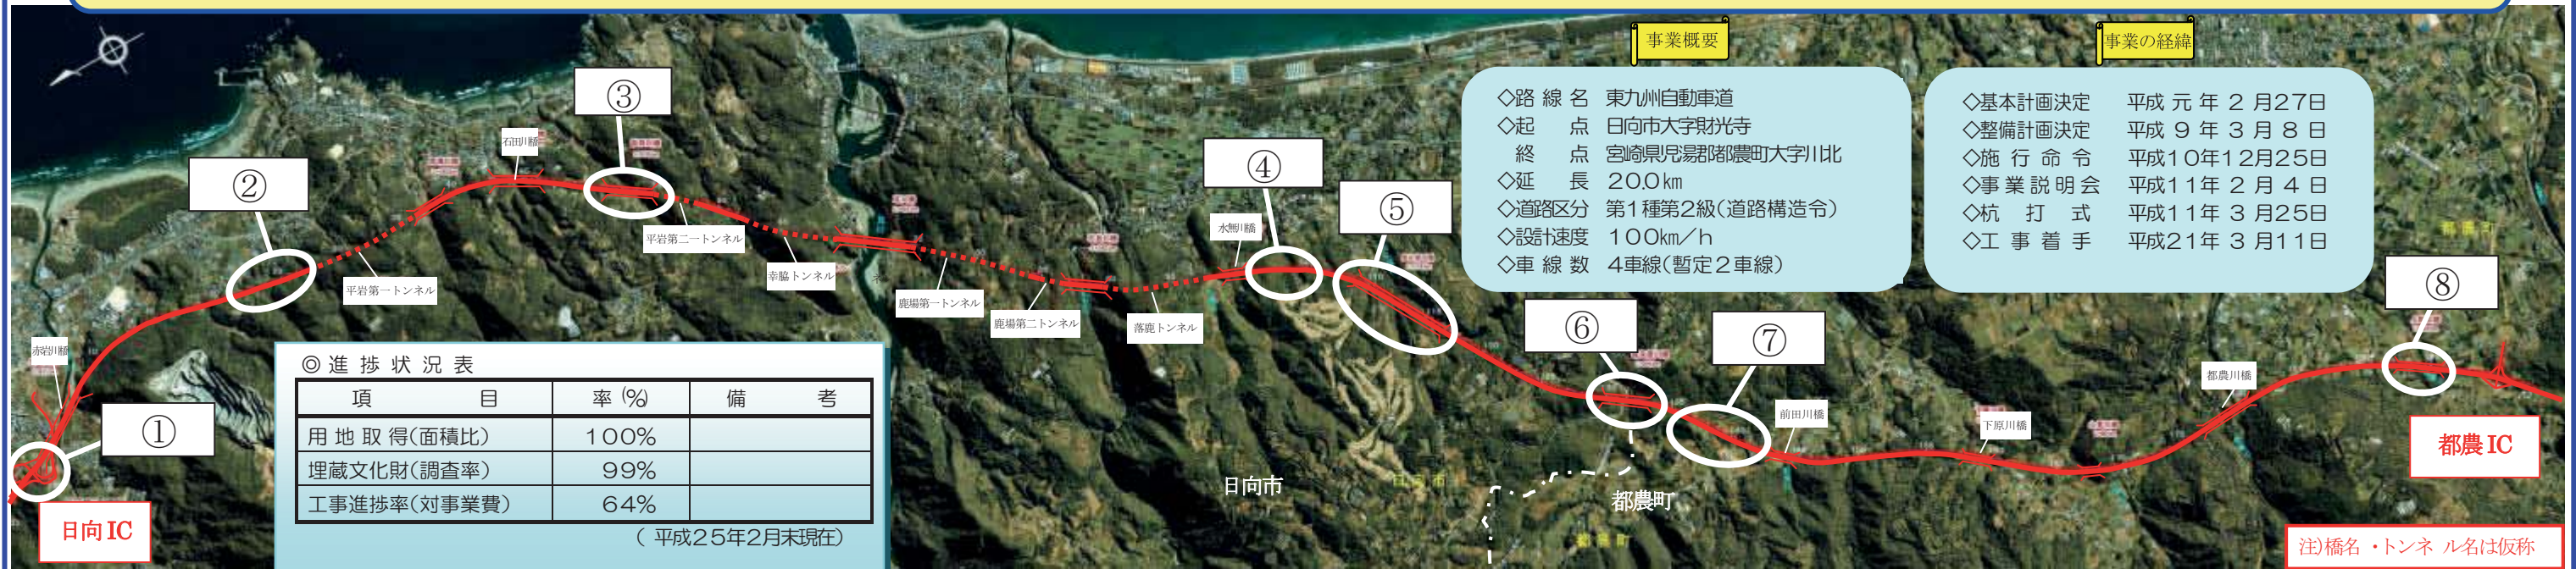 事業概要
◇路線名 東九州自動車道
◇起点 日向市大字財光寺
終点 宮崎県児湯郡都農町大字川北
◇延長 20.0km
◇道路区分 第1種第2級(道路構造令)
◇設計速度 100km/h
◇車線数 4車線(暫定2車線)
事業の経緯
◇基本計画決定 平成元年2月27日
◇整備計画決定 平成9年3月8日
◇施行命令 平成10年12月25日
◇事業説明会 平成11年2月4日
◇杭打式 平成11年3月25日
◇工事着手 平成21年3月11日
①
②
③
④
⑤
⑥
⑦
⑧
赤岩川橋
平岩第一トンネル
石田川橋
平岩第二一トンネル
幸脇トンネル
鹿場第一トンネル
鹿場第二トンネル
落鹿トンネル
水無川橋
前田川橋
下原川橋
都農川橋
日向IC
都農IC
日向市
都農町
日向市
都農町
都農町
◎進捗状況表
項目 率(%) 備考
用地取得(面積比) 100%
埋蔵文化財(調査率) 99%
工事進捗率(対事業費) 64%
(平成25年2月末現在)
注)橋名・トンネル名は仮称